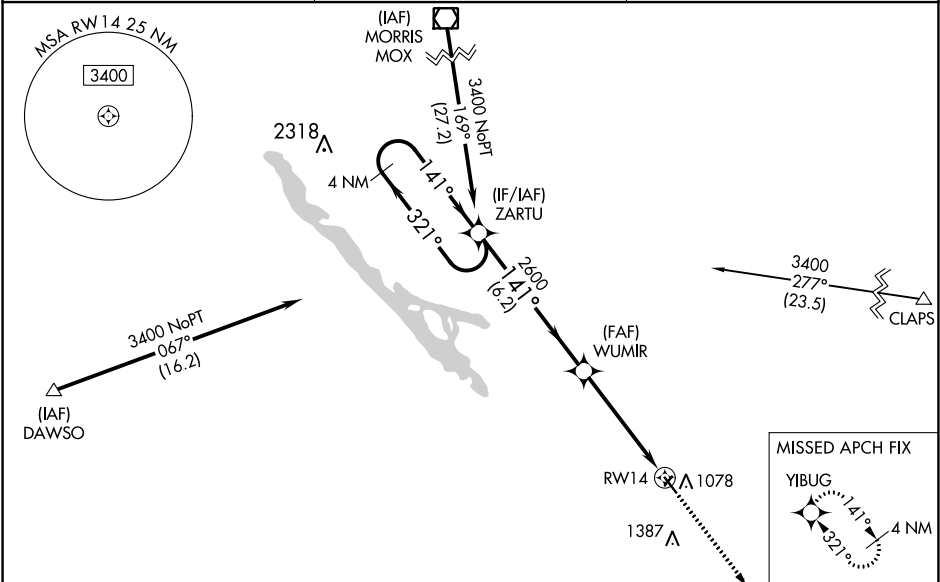 MSA RW14 25 NM
3400
(IAF)
MORRIS
MOX
3400 NoPT
169°
(27.2)
2318
4 NM
141°
321°
(IF/IAF)
ZARTU
2600
141°
(6.2)
3400
277°
(23.5)
CLAPS
3400 NoPT
067°
(16.2)
(IAF)
DAWSO
(FAF)
WUMIR
RW14
1078
1387
MISSED APCH FIX
YIBUG
141°
321°
4 NM